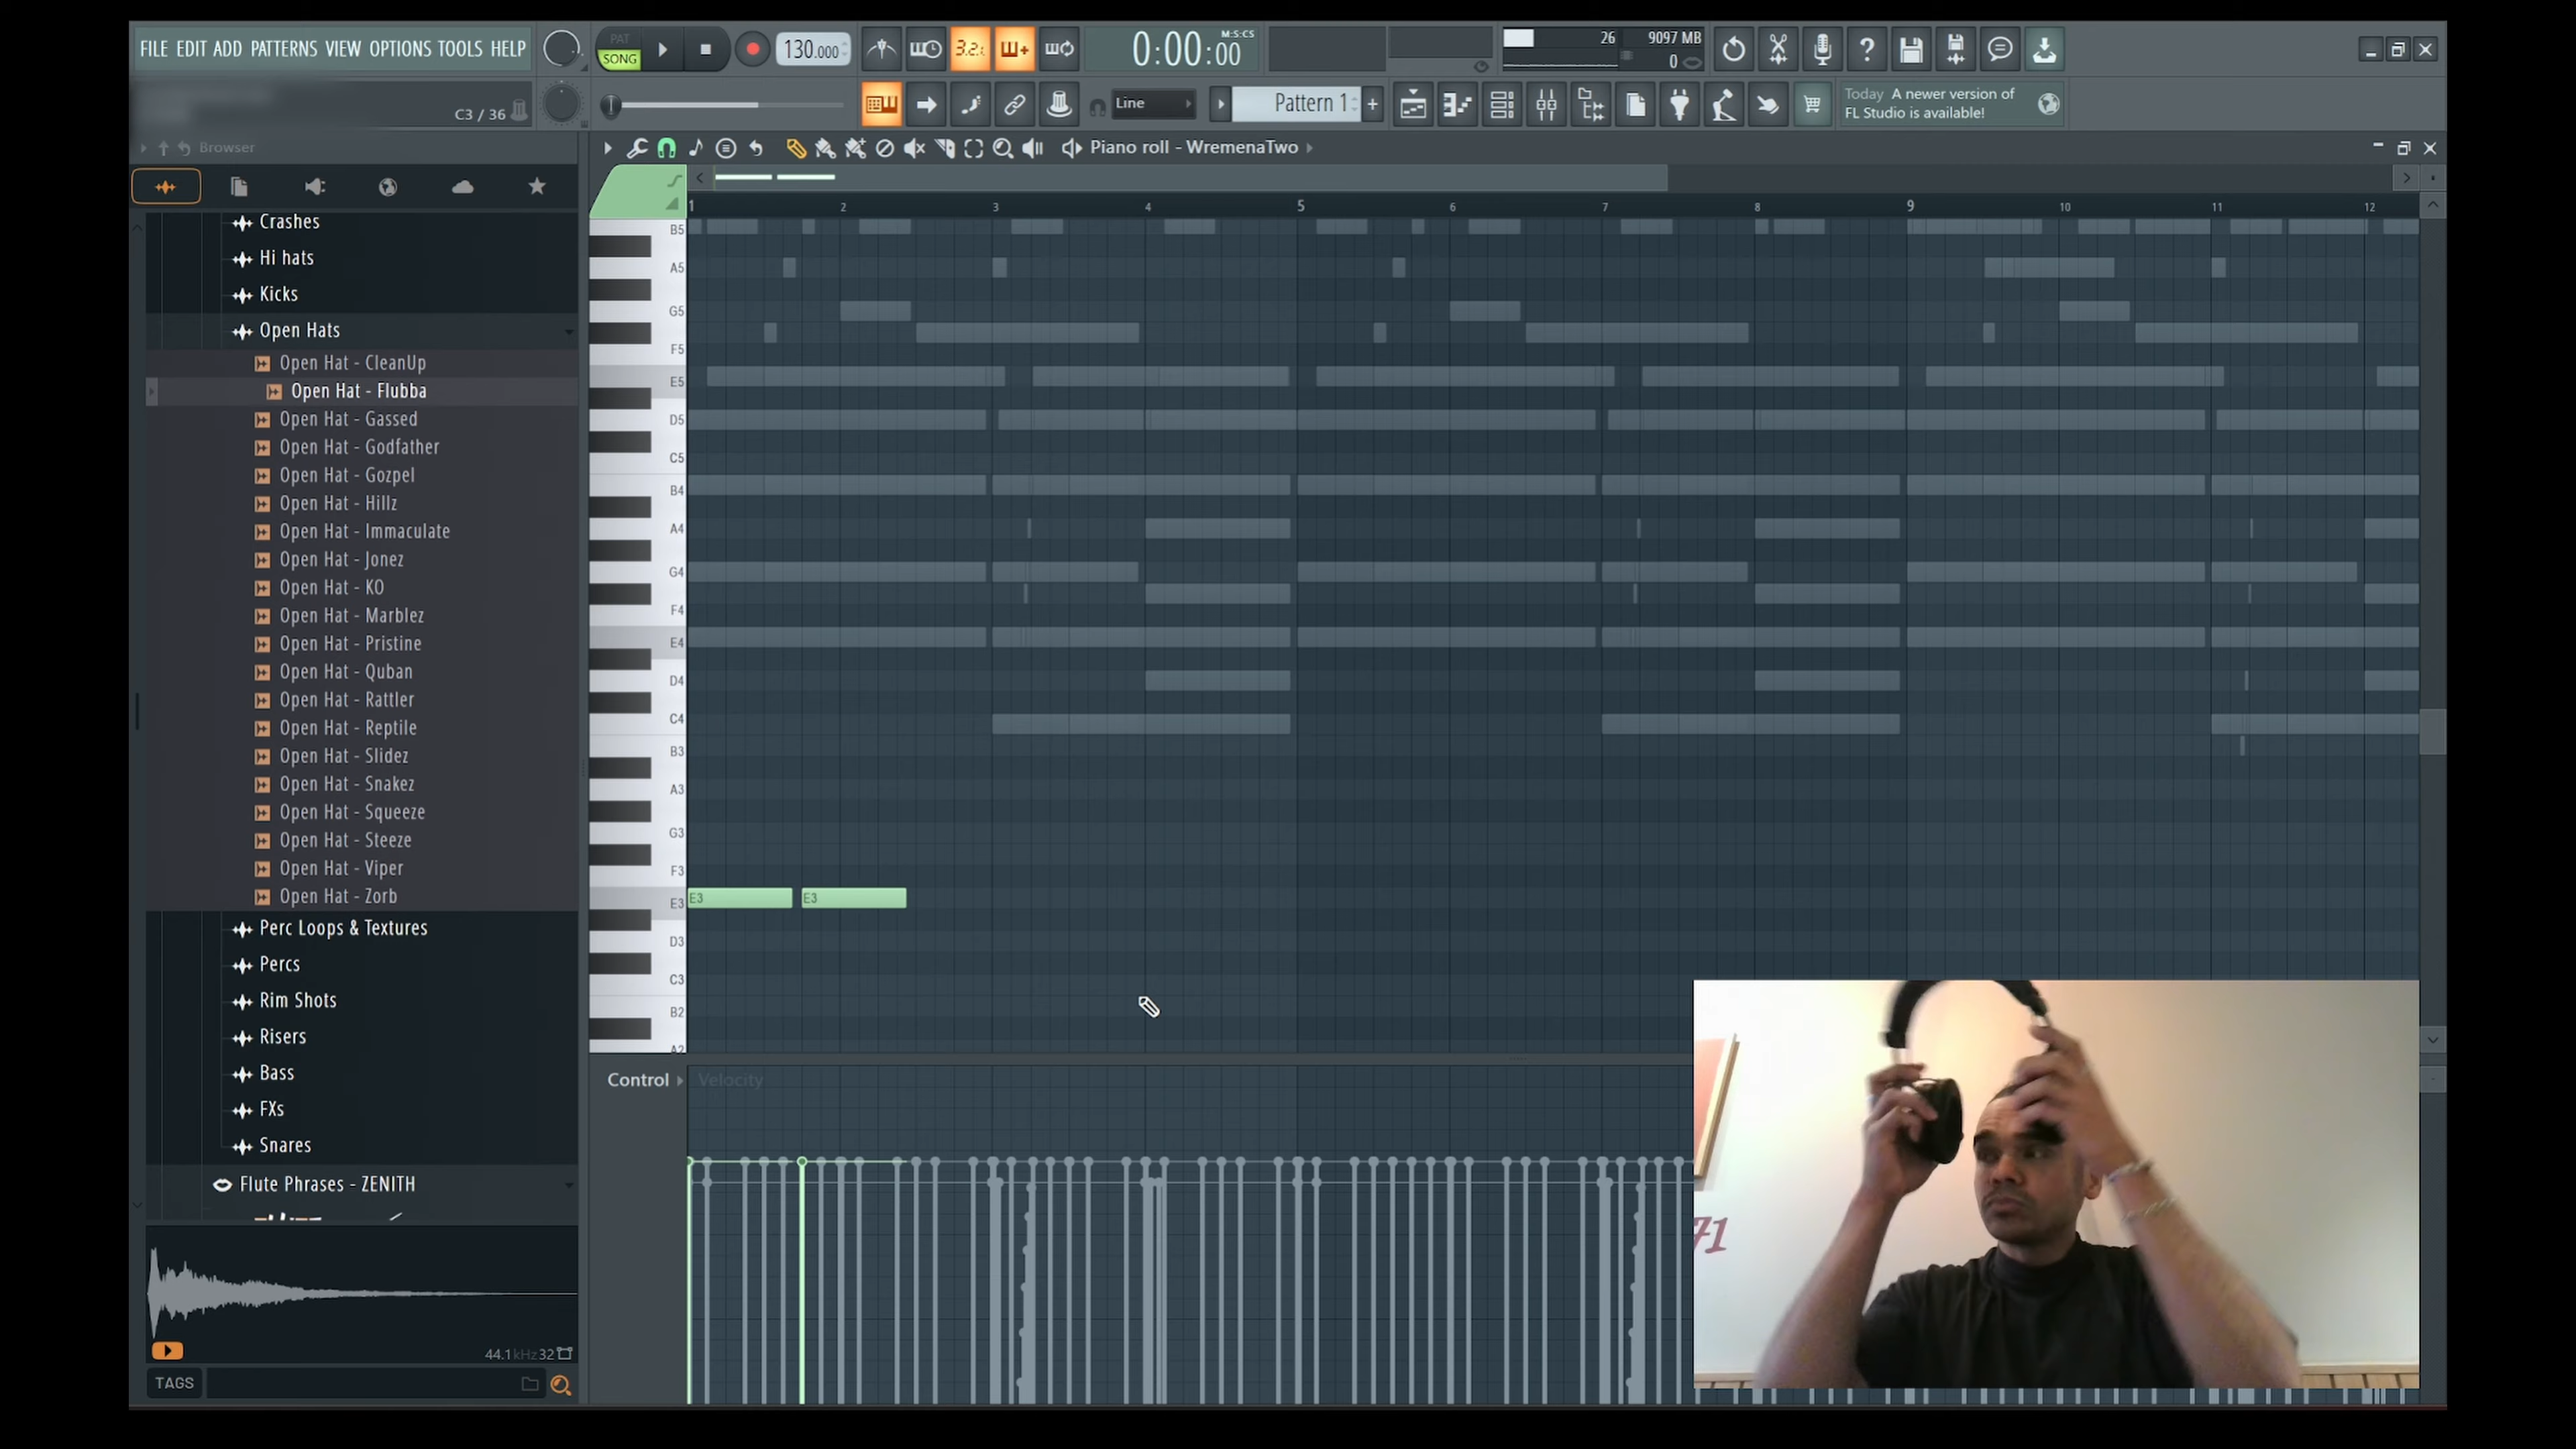 FILE EDIT ADD PATTERNS VIEW OPTIONS TOOLS HELP
PAT
SONG
130.000
3.2.
0:00:00
M:S:CS
26
9097 MB
0
C3 / 36
Line
Pattern 1
+
Today A newer version of
FL Studio is available!
Browser
Piano roll - WremenaTwo
1 2 3 4 5 6 7 8 9 10 11 12
Crashes
Hi hats
Kicks
Open Hats
Open Hat - CleanUp
Open Hat - Flubba
Open Hat - Gassed
Open Hat - Godfather
Open Hat - Gozpel
Open Hat - Hillz
Open Hat - Immaculate
Open Hat - Jonez
Open Hat - KO
Open Hat - Marblez
Open Hat - Pristine
Open Hat - Quban
Open Hat - Rattler
Open Hat - Reptile
Open Hat - Slidez
Open Hat - Snakez
Open Hat - Squeeze
Open Hat - Steeze
Open Hat - Viper
Open Hat - Zorb
Perc Loops & Textures
Percs
Rim Shots
Risers
Bass
FXs
Snares
Flute Phrases - ZENITH
44.1kHz 32
TAGS
B5
A5
G5
F5
E5
D5
C5
B4
A4
G4
F4
E4
D4
C4
B3
A3
G3
F3
E3
D3
C3
B2
A2
E3 E3
Control
Velocity
71